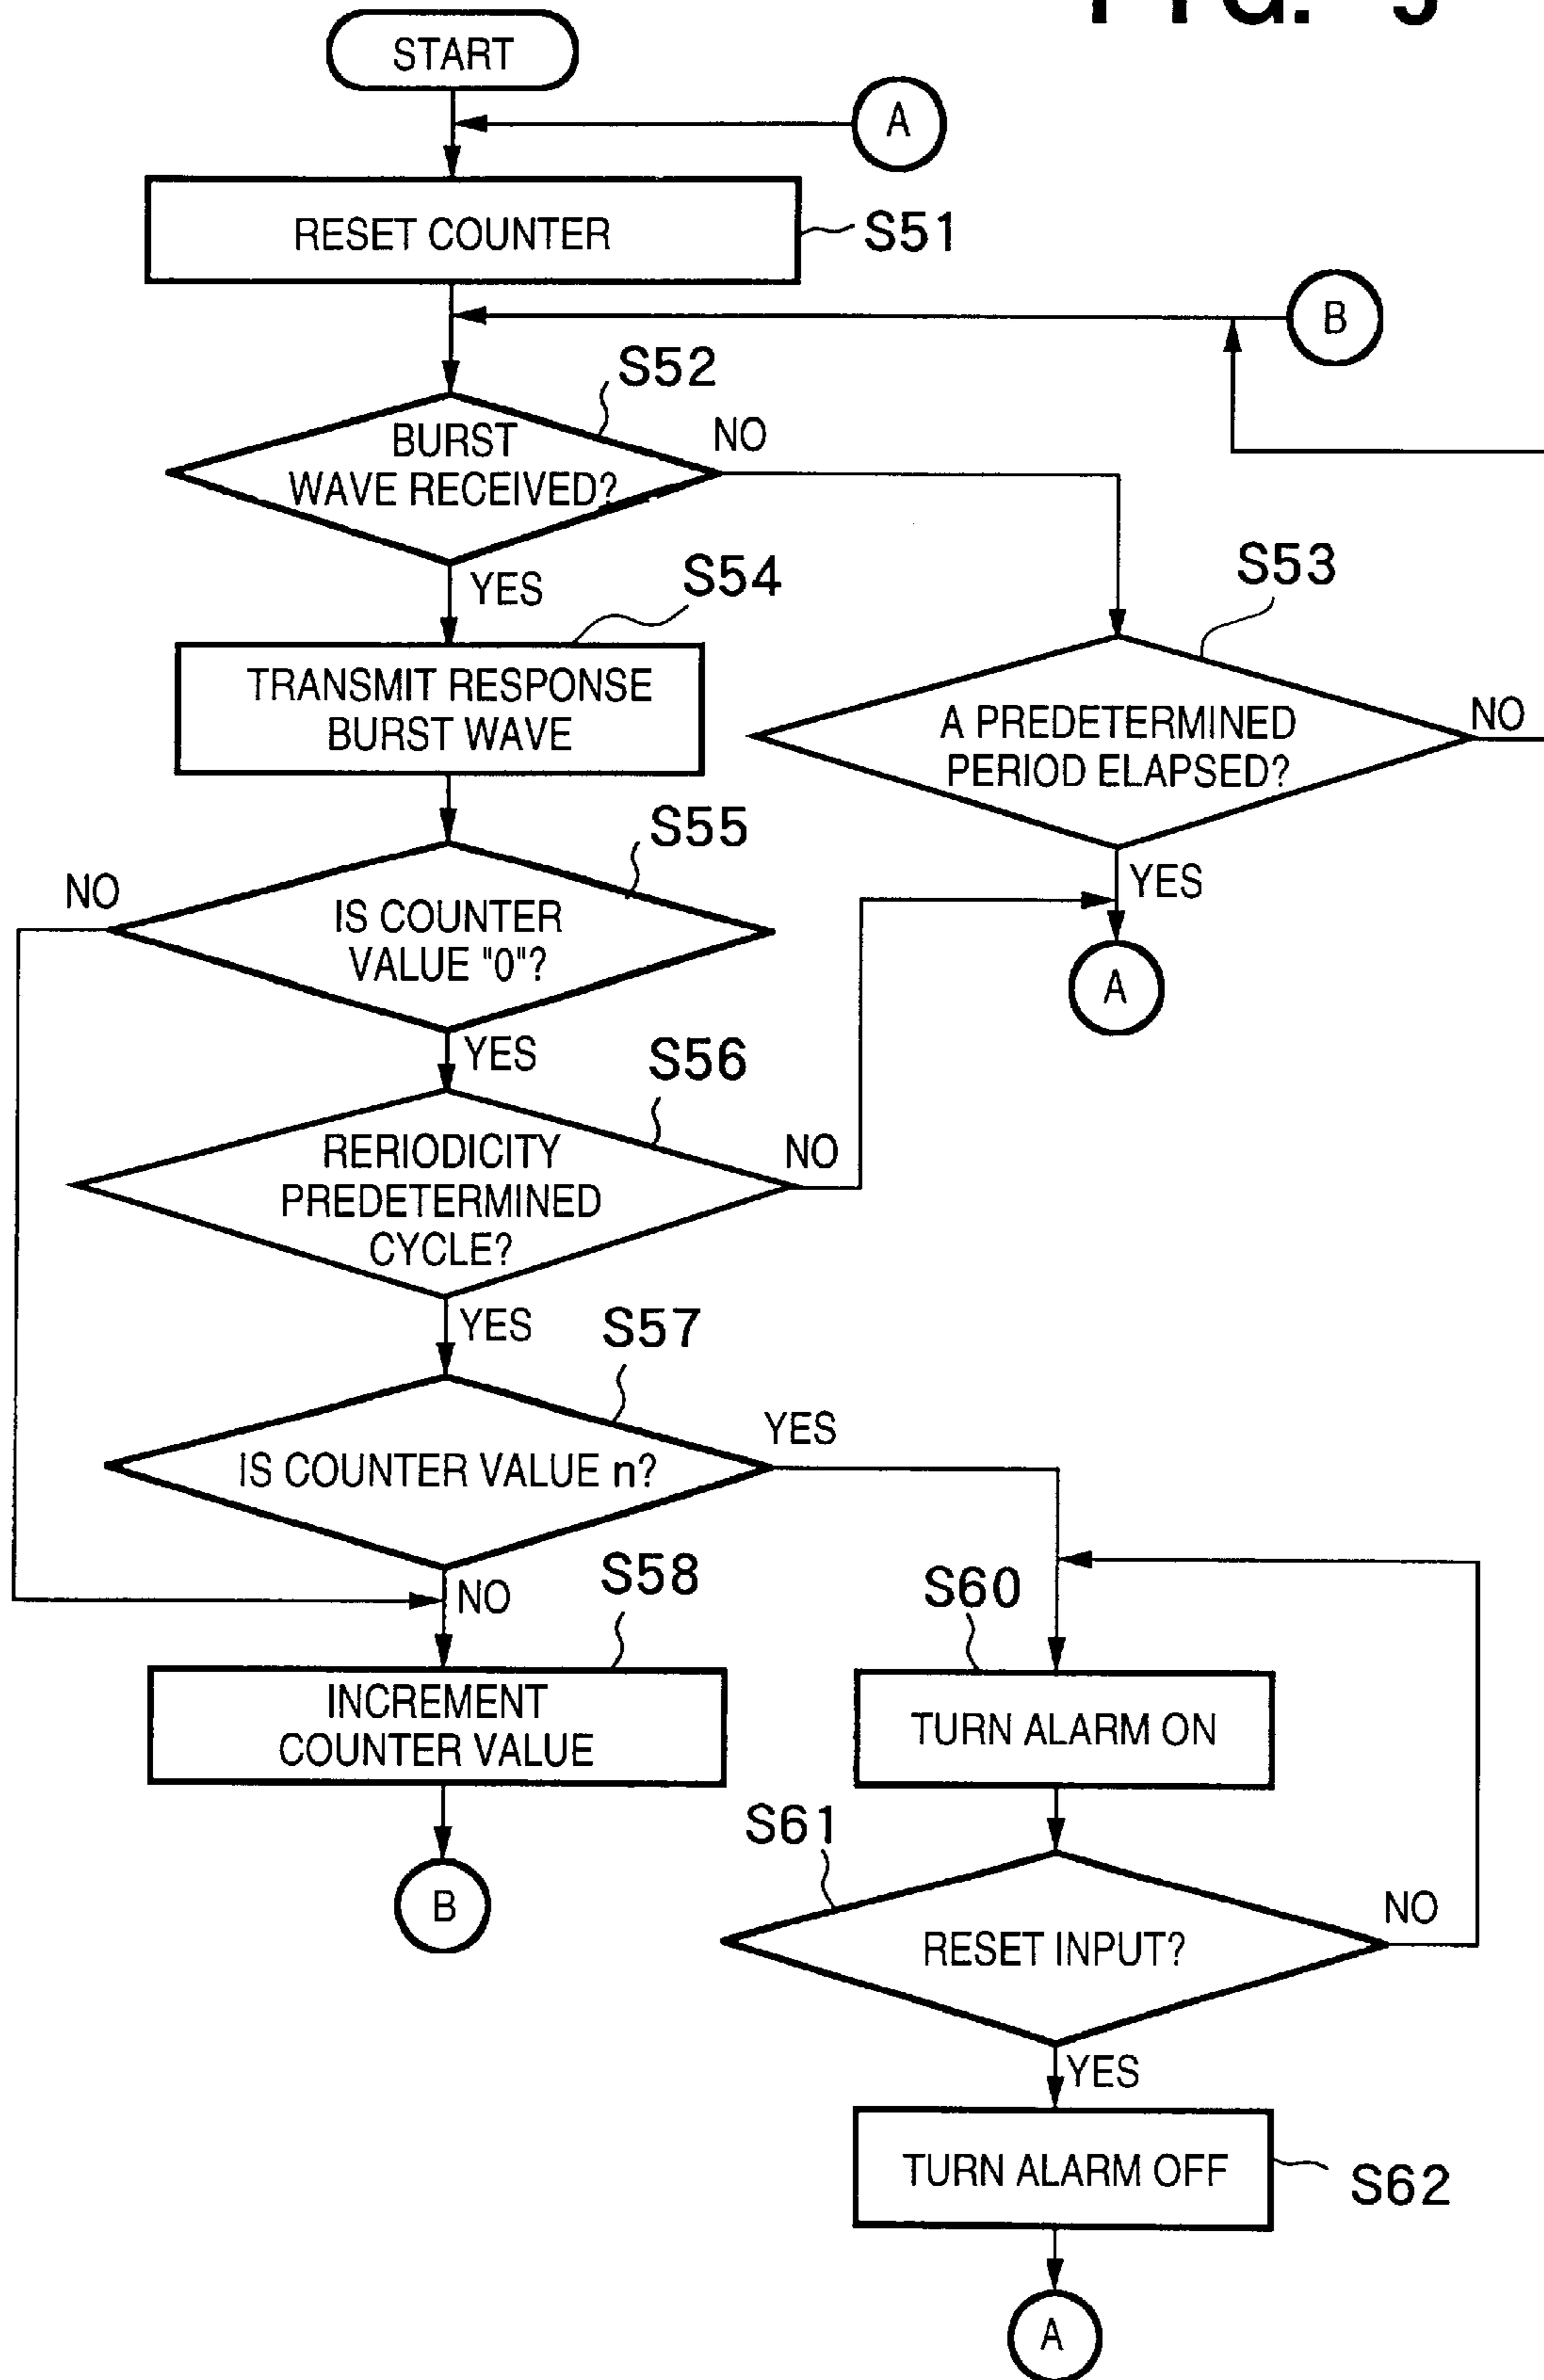 FIG. 9
START
A
RESET COUNTER
S51
B
S52
BURST
WAVE RECEIVED?
NO
YES
S54
TRANSMIT RESPONSE
BURST WAVE
S53
A PREDETERMINED
PERIOD ELAPSED?
NO
YES
A
S55
NO
IS COUNTER
VALUE "0"?
YES
S56
RERIODICITY
PREDETERMINED
CYCLE?
NO
YES
S57
IS COUNTER VALUE n?
YES
NO
S58
INCREMENT
COUNTER VALUE
B
S60
TURN ALARM ON
S61
RESET INPUT?
NO
YES
TURN ALARM OFF
S62
A